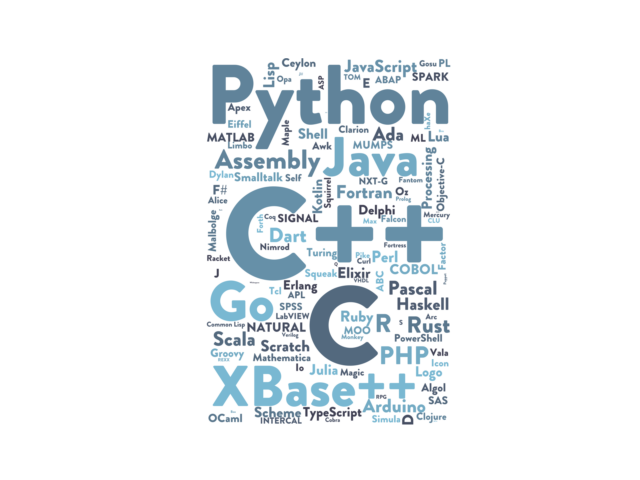 Lisp
Ceylon
Opa
ASP
JavaScript
Gosu
PL
TOM
E
ABAP
SPARK
Python
Apex
Eiffel
MATLAB
Limbo
Maple
Shell
Awk
Clarion
MUMPS
Ada
ML
haXe
Lua
Assembly
Java
Processing
Objective-C
Dylan
Smalltalk
Self
Kotlin
Squirrel
NXT-G
Fantom
F#
Fortran
Oz
Prolog
Alice
C++
Malbolge
Forth
Coq
SIGNAL
Delphi
Max
Falcon
Mercury
CLU
Dart
Nimrod
Fortress
Factor
Racket
Turing
Pike
Curl
Perl
J
Squeak
Elixir
VHDL
ABC
COBOL
Tcl
Erlang
APL
Pascal
Go
SPSS
LabVIEW
C
Haskell
Common Lisp
NATURAL
Verilog
Ruby
MOO
Monkey
R
S
Arc
Rust
Scala
Scratch
PowerShell
Groovy
REXX
Mathematica
PHP
Vala
Io
Julia
Magic
Icon
Logo
XBase++
RPG
Algol
SAS
Arduino
OCaml
Scheme
TypeScript
INTERCAL
Cobra
Simula
D
Clojure